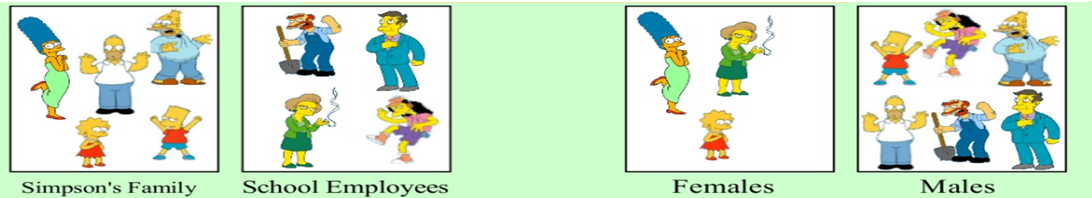 Simpson's Family
School Employees
Females
Males